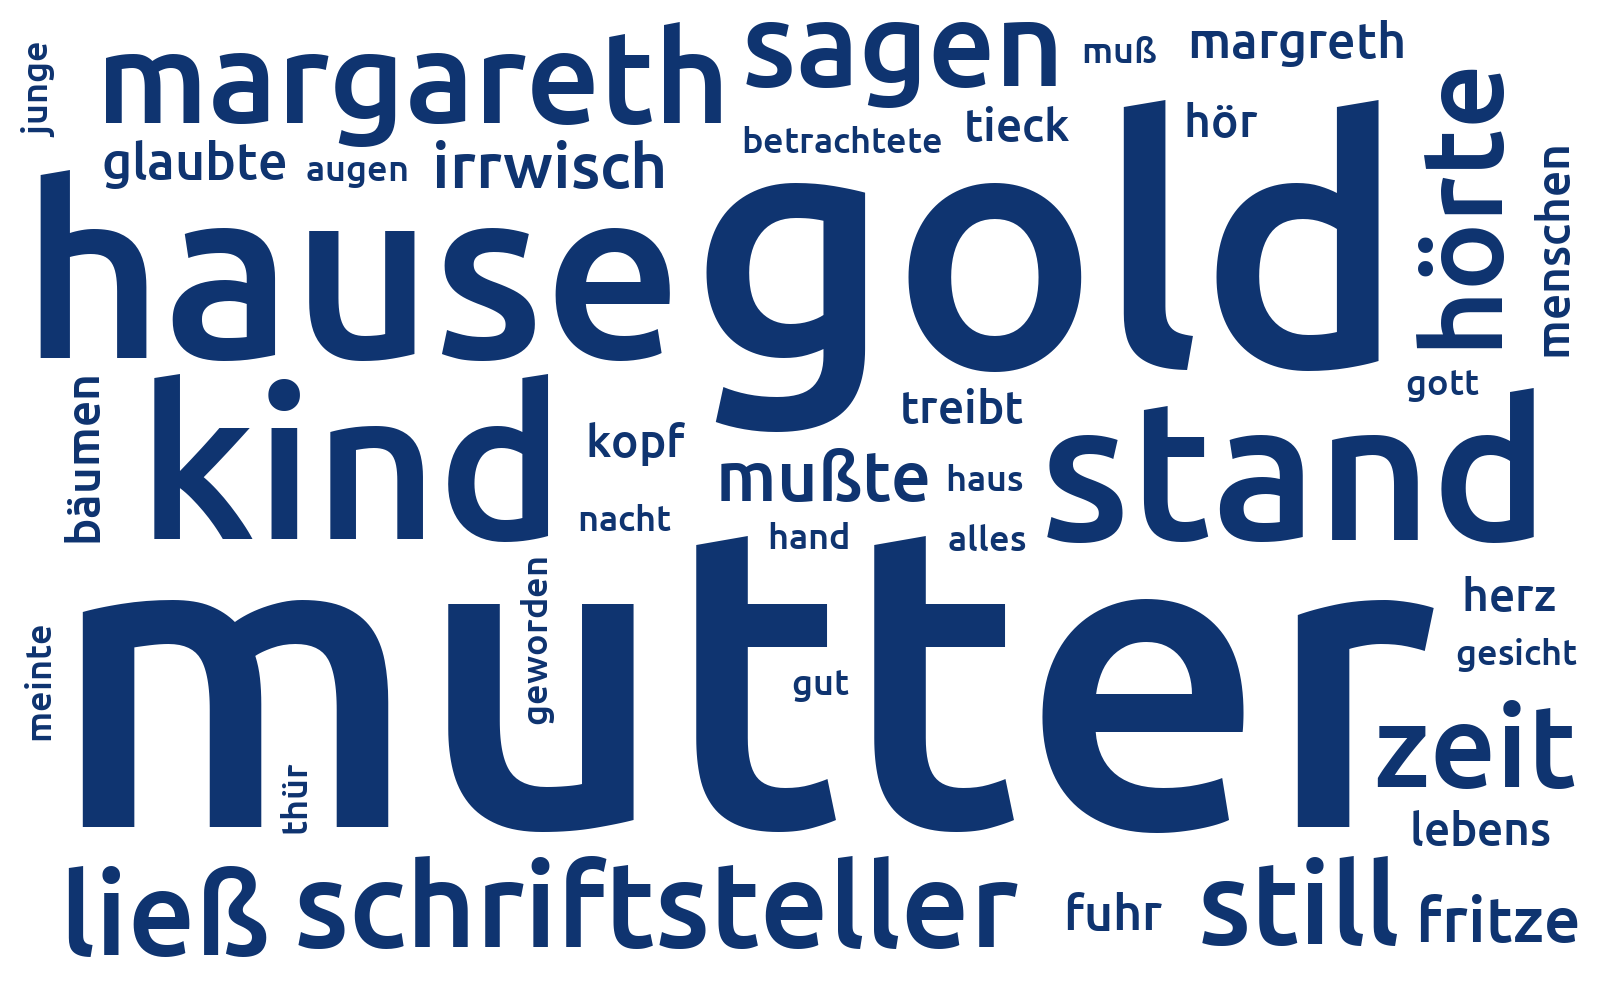 junge
margareth
sagen
muß
margreth
glaubte
augen
irrwisch
betrachtete
tieck
hör
hörte
menschen
hause
gold
gott
bäumen
kind
kopf
treibt
mußte
haus
stand
nacht
hand
alles
mutter
geworden
gut
herz
gesicht
meinte
thür
zeit
lebens
ließ
schriftsteller
fuhr
still
fritze